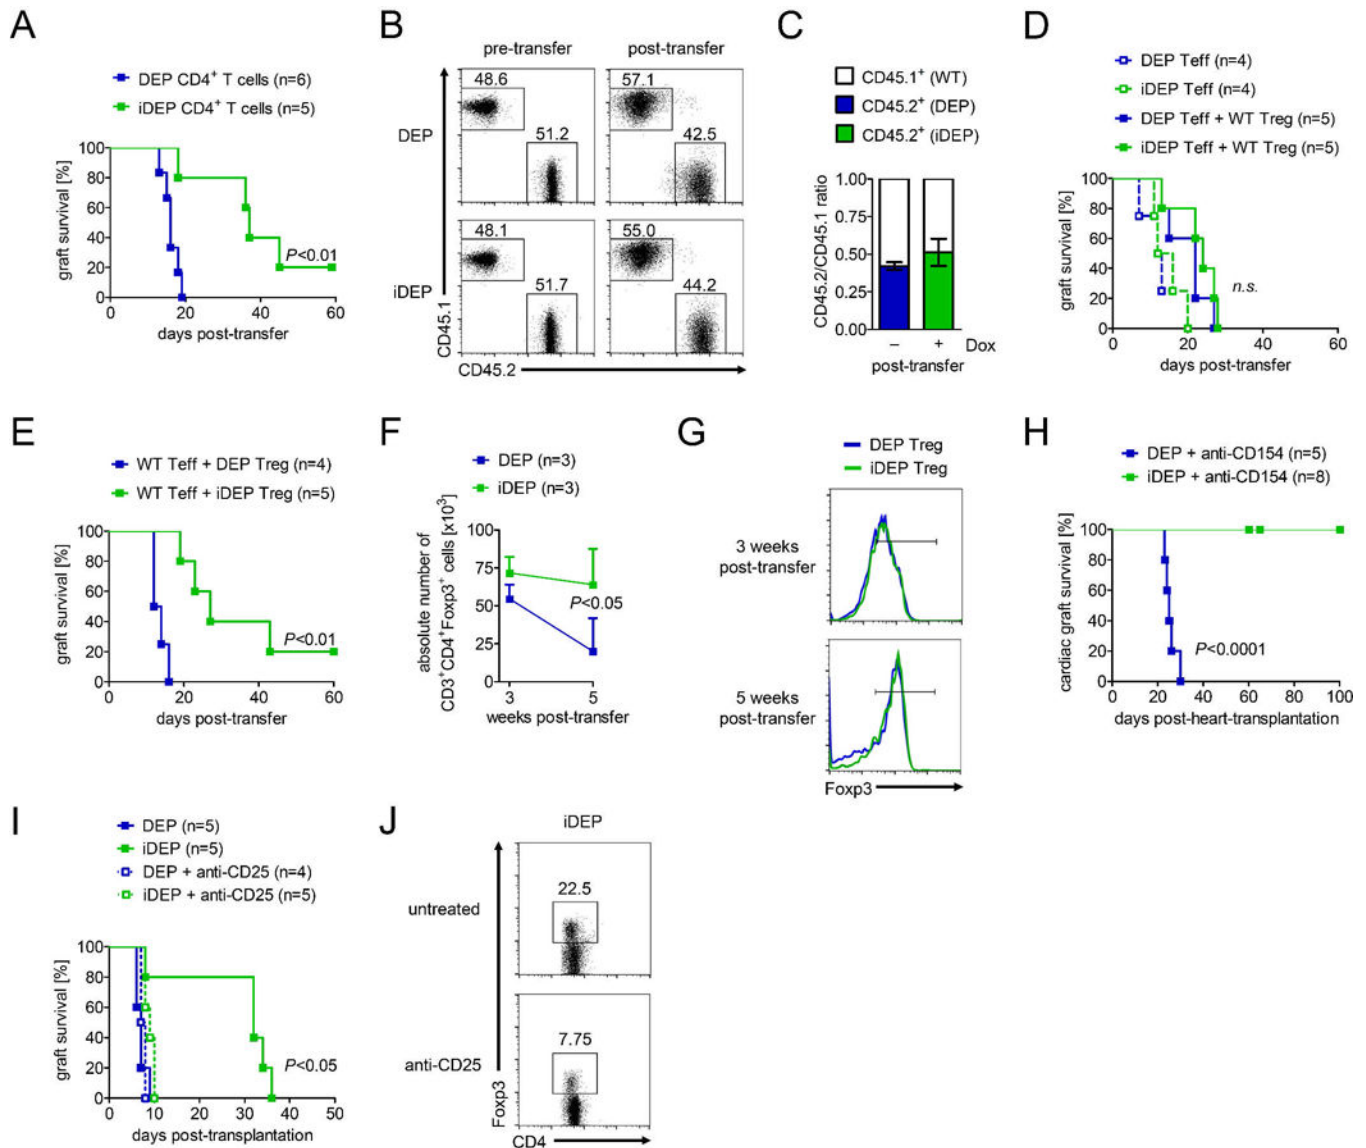 A
DEP CD4+ T cells (n=6)
iDEP CD4+ T cells (n=5)
graft survival [%]
100
80
60
40
20
0
P<0.01
0 20 40 60
days post-transfer
B
pre-transfer post-transfer
DEP
48.6
51.2
57.1
42.5
iDEP
48.1
51.7
55.0
44.2
CD45.1
CD45.2
C
CD45.1+ (WT)
CD45.2+ (DEP)
CD45.2+ (iDEP)
CD45.2/CD45.1 ratio
1.00
0.75
0.50
0.25
0.00
– + Dox
post-transfer
D
DEP Teff (n=4)
iDEP Teff (n=4)
DEP Teff + WT Treg (n=5)
iDEP Teff + WT Treg (n=5)
graft survival [%]
100
80
60
40
20
0
n.s.
0 20 40 60
days post-transfer
E
WT Teff + DEP Treg (n=4)
WT Teff + iDEP Treg (n=5)
graft survival [%]
100
80
60
40
20
0
P<0.01
0 20 40 60
days post-transfer
F
DEP (n=3)
iDEP (n=3)
absolute number of
CD3+CD4+Foxp3+ cells [x10³]
100
75
50
25
0
P<0.05
3 5
weeks post-transfer
G
DEP Treg
iDEP Treg
3 weeks
post-transfer
5 weeks
post-transfer
Foxp3
H
DEP + anti-CD154 (n=5)
iDEP + anti-CD154 (n=8)
cardiac graft survival [%]
100
80
60
40
20
0
P<0.0001
0 20 40 60 80 100
days post-heart-transplantation
I
DEP (n=5)
iDEP (n=5)
DEP + anti-CD25 (n=4)
iDEP + anti-CD25 (n=5)
graft survival [%]
100
80
60
40
20
0
P<0.05
0 10 20 30 40 50
days post-transplantation
J
iDEP
untreated
22.5
anti-CD25
7.75
Foxp3
CD4